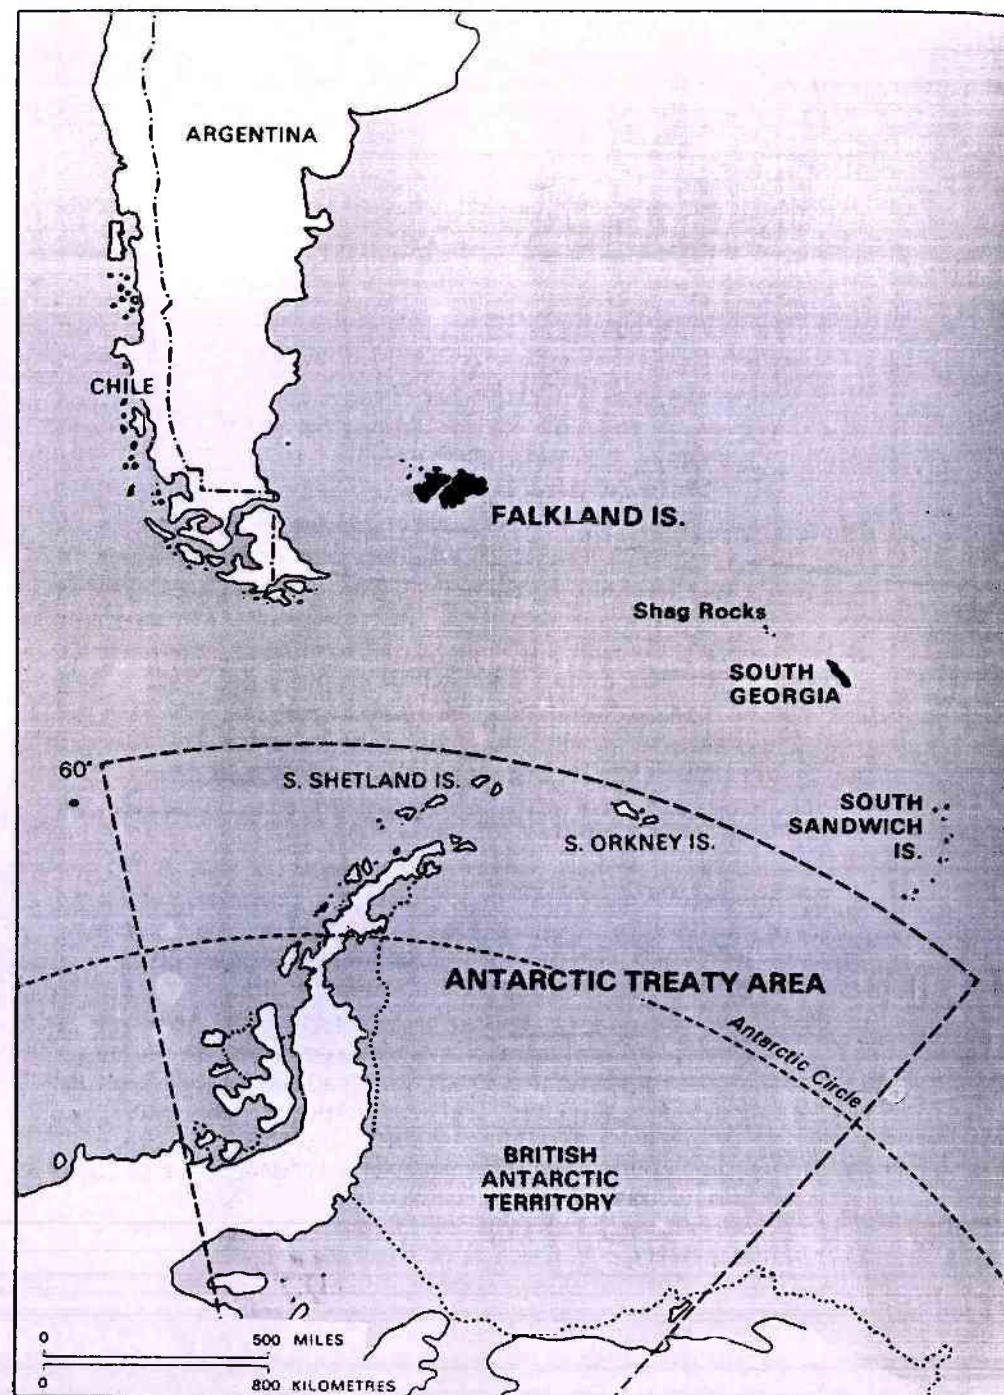 ARGENTINA
CHILE
FALKLAND IS.
Shag Rocks
SOUTH
GEORGIA
60°
S. SHETLAND IS.
S. ORKNEY IS.
SOUTH
SANDWICH
IS.
ANTARCTIC TREATY AREA
Antarctic Circle
BRITISH
ANTARCTIC
TERRITORY
0 500 MILES
0 800 KILOMETRES